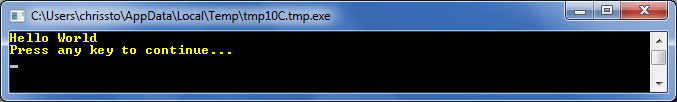 C:\Users\chrissto\AppData\Local\Temp\tmp10C.tmp.exe
Hello World
Press any key to continue...